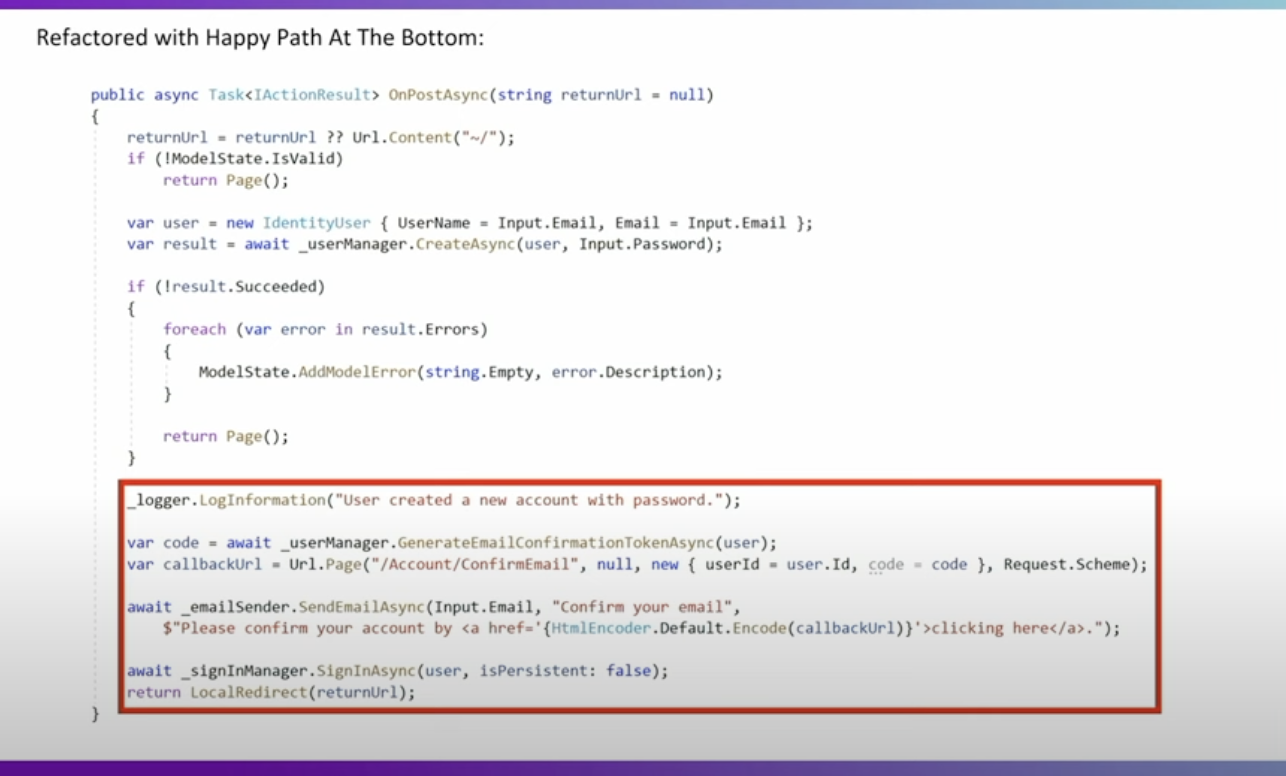 Refactored with Happy Path At The Bottom:
public async Task<IActionResult> OnPostAsync(string returnUrl = null)
{
returnUrl = returnUrl ?? Url.Content("~/");
if (!ModelState.IsValid)
return Page();
var user = new IdentityUser { UserName = Input.Email, Email = Input.Email };
var result = await _userManager.CreateAsync(user, Input.Password);
if (!result.Succeeded)
{
foreach (var error in result.Errors)
{
ModelState.AddModelError(string.Empty, error.Description);
}
return Page();
}
_logger.LogInformation("User created a new account with password.");
var code = await _userManager.GenerateEmailConfirmationTokenAsync(user);
var callbackUrl = Url.Page("/Account/ConfirmEmail", null, new { userId = user.Id, code = code }, Request.Scheme);
await _emailSender.SendEmailAsync(Input.Email, "Confirm your email",
$"Please confirm your account by <a href='{HtmlEncoder.Default.Encode(callbackUrl)}'>clicking here</a>.");
await _signInManager.SignInAsync(user, isPersistent: false);
return LocalRedirect(returnUrl);
}